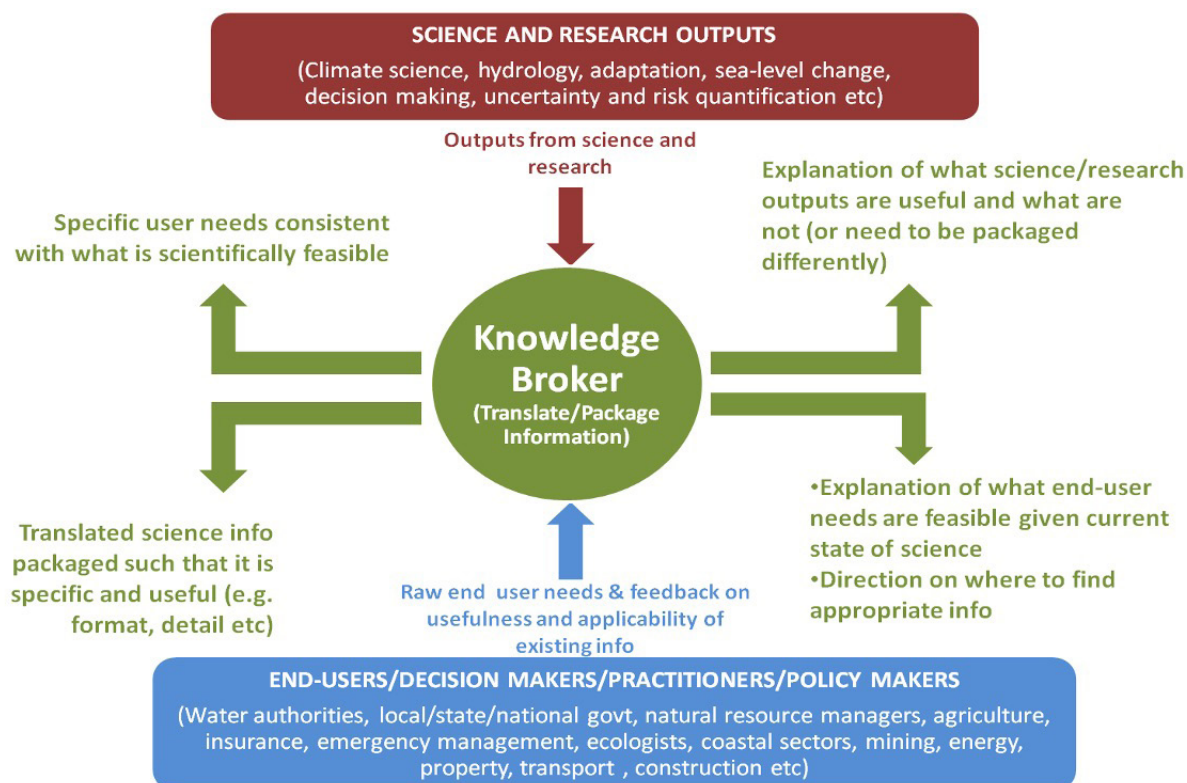 SCIENCE AND RESEARCH OUTPUTS
(Climate science, hydrology, adaptation, sea-level change,
decision making, uncertainty and risk quantification etc)
Outputs from science and
research
Specific user needs consistent
with what is scientifically feasible
Explanation of what science/research
outputs are useful and what are
not (or need to be packaged
differently)
Knowledge
Broker
(Translate/Package
Information)
Translated science info
packaged such that it is
specific and useful (e.g.
format, detail etc)
•Explanation of what end-user
needs are feasible given current
state of science
•Direction on where to find
appropriate info
Raw end user needs & feedback on
usefulness and applicability of
existing info
END-USERS/DECISION MAKERS/PRACTITIONERS/POLICY MAKERS
(Water authorities, local/state/national govt, natural resource managers, agriculture,
insurance, emergency management, ecologists, coastal sectors, mining, energy,
property, transport , construction etc)